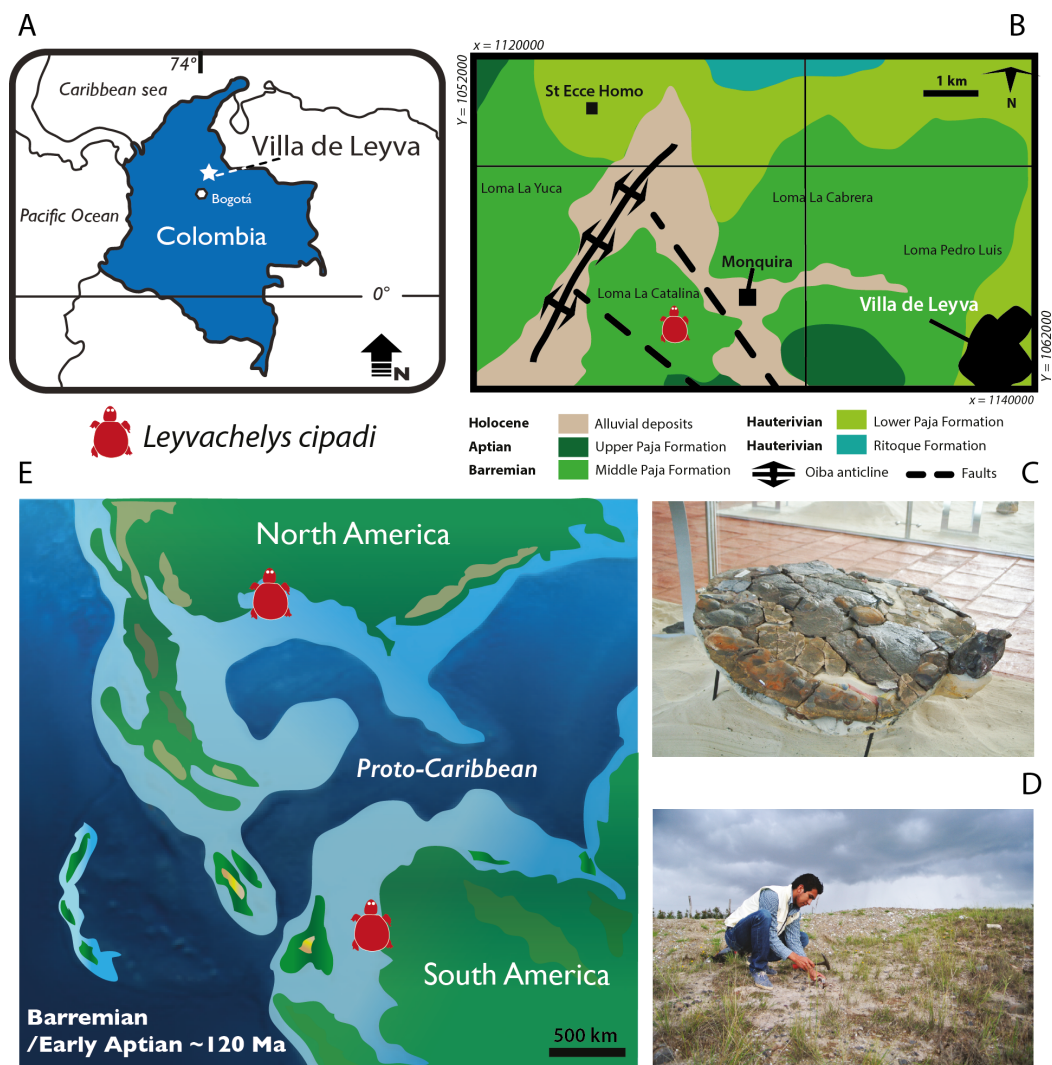 A
74°
Caribbean sea
Villa de Leyva
Pacific Ocean
Bogotá
Colombia
0°
N
Leyvachelys cipadi
B
x = 1120000
Y = 1052000
St Ecce Homo
1 km
N
Loma La Yuca
Loma La Cabrera
Loma Pedro Luis
Monquira
Loma La Catalina
Villa de Leyva
Y = 1062000
x = 1140000
Holocene Alluvial deposits
Aptian Upper Paja Formation
Barremian Middle Paja Formation
Hauterivian Lower Paja Formation
Hauterivian Ritoque Formation
Oiba anticline Faults
E
North America
Proto-Caribbean
South America
Barremian
/Early Aptian ~120 Ma
500 km
C
D